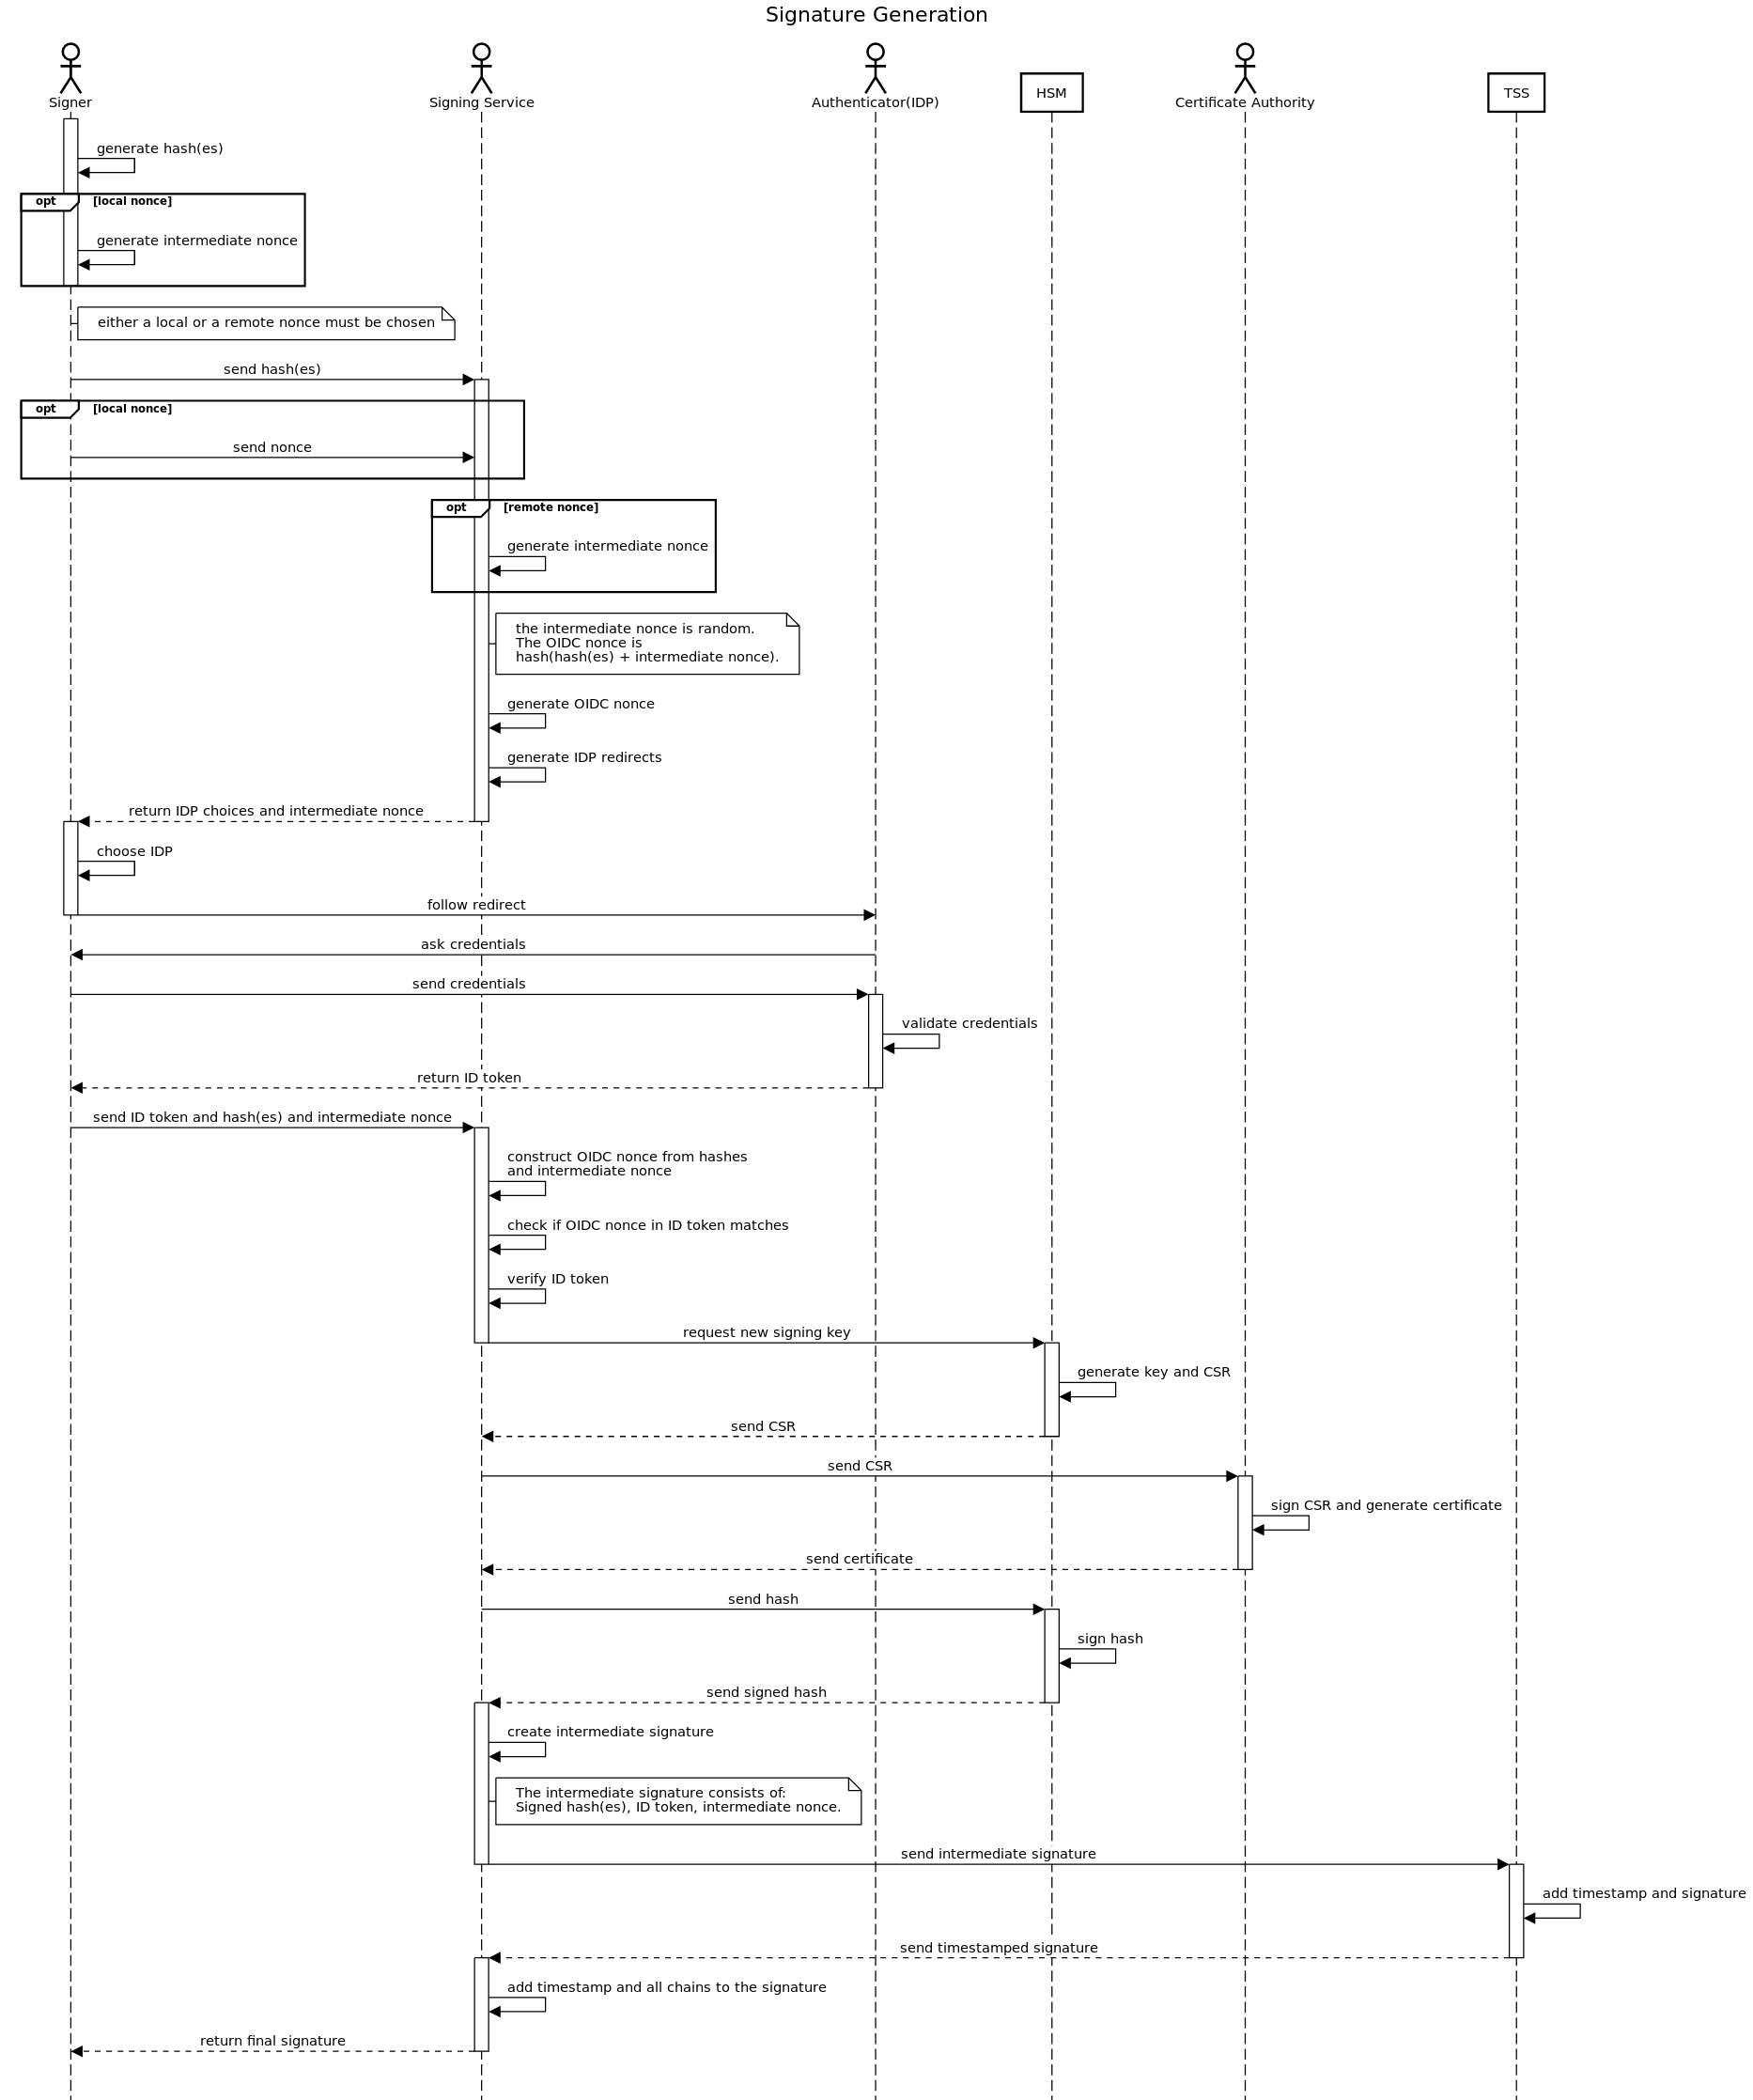 Signature Generation
Signer
Signing Service
Authenticator(IDP)
HSM
Certificate Authority
TSS
generate hash(es)
opt [local nonce]
generate intermediate nonce
either a local or a remote nonce must be chosen
send hash(es)
opt [local nonce]
send nonce
opt [remote nonce]
generate intermediate nonce
the intermediate nonce is random.
The OIDC nonce is
hash(hash(es) + intermediate nonce).
generate OIDC nonce
generate IDP redirects
return IDP choices and intermediate nonce
choose IDP
follow redirect
ask credentials
send credentials
validate credentials
return ID token
send ID token and hash(es) and intermediate nonce
construct OIDC nonce from hashes
and intermediate nonce
check if OIDC nonce in ID token matches
verify ID token
request new signing key
generate key and CSR
send CSR
send CSR
sign CSR and generate certificate
send certificate
send hash
sign hash
send signed hash
create intermediate signature
The intermediate signature consists of:
Signed hash(es), ID token, intermediate nonce.
send intermediate signature
add timestamp and signature
send timestamped signature
add timestamp and all chains to the signature
return final signature